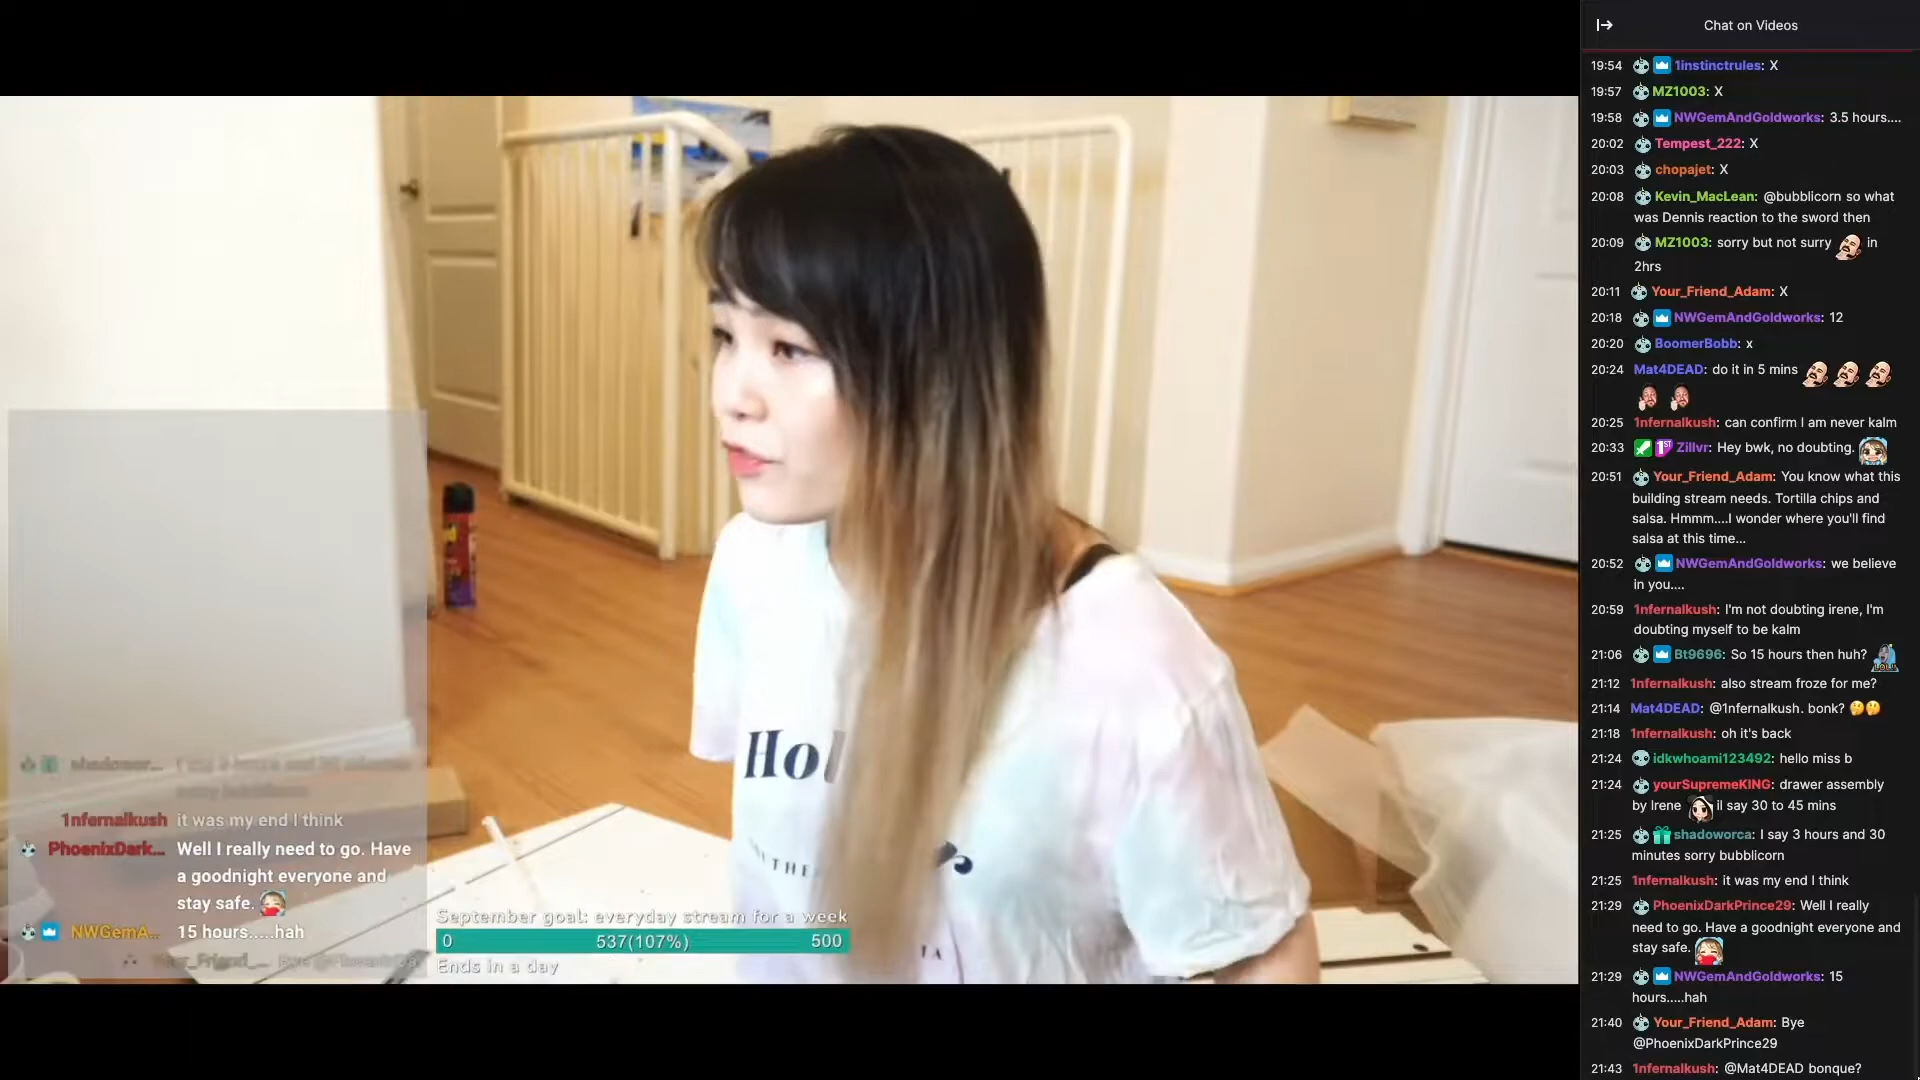 Chat on Videos
19:54 1instinctrules: X
19:57 MZ1003: X
19:58 NWGemAndGoldworks: 3.5 hours....
20:02 Tempest_222: X
20:03 chopajet: X
20:08 Kevin_MacLean: @bubblicorn so what
was Dennis reaction to the sword then
20:09 MZ1003: sorry but not surry in
2hrs
20:11 Your_Friend_Adam: X
20:18 NWGemAndGoldworks: 12
20:20 BoomerBobb: x
20:24 Mat4DEAD: do it in 5 mins
20:25 1nfernalkush: can confirm I am never kalm
20:33 1ST Zillvr: Hey bwk, no doubting.
20:51 Your_Friend_Adam: You know what this
building stream needs. Tortilla chips and
salsa. Hmmm....I wonder where you'll find
salsa at this time...
20:52 NWGemAndGoldworks: we believe
in you....
20:59 1nfernalkush: I'm not doubting irene, I'm
doubting myself to be kalm
21:06 Bt9696: So 15 hours then huh?
21:12 1nfernalkush: also stream froze for me?
21:14 Mat4DEAD: @1nfernalkush. bonk? 🤔🤔
21:18 1nfernalkush: oh it's back
21:24 idkwhoami123492: hello miss b
21:24 yourSupremeKING: drawer assembly
by Irene il say 30 to 45 mins
21:25 shadoworca: I say 3 hours and 30
minutes sorry bubblicorn
21:25 1nfernalkush: it was my end I think
21:29 PhoenixDarkPrince29: Well I really
need to go. Have a goodnight everyone and
stay safe.
21:29 NWGemAndGoldworks: 15
hours.....hah
21:40 Your_Friend_Adam: Bye
@PhoenixDarkPrince29
21:43 1nfernalkush: @Mat4DEAD bonque?
1nfernalkush it was my end I think
PhoenixDark... Well I really need to go. Have
a goodnight everyone and
stay safe.
NWGemA... 15 hours.....hah
September goal: everyday stream for a week
0 537(107%) 500
Ends in a day
Hol
THE